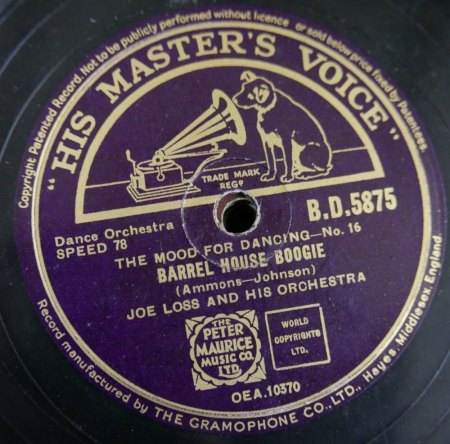 Copyright Patented Record. Not to be publicly performed without licence or sold below price fixed by Patentees.
"HIS MASTER'S VOICE"
TRADE MARK
REGD
Dance Orchestra
SPEED 78
B.D.5875
THE MOOD FOR DANCING—No. 16
BARREL HOUSE BOOGIE
(Ammons—Johnson)
JOE LOSS AND HIS ORCHESTRA
THE
PETER
MAURICE
MUSIC CO.
LTD.
WORLD
COPYRIGHTS
LTD.
OEA.10370
Record manufactured by THE GRAMOPHONE CO., LTD., Hayes, Middlesex, England.